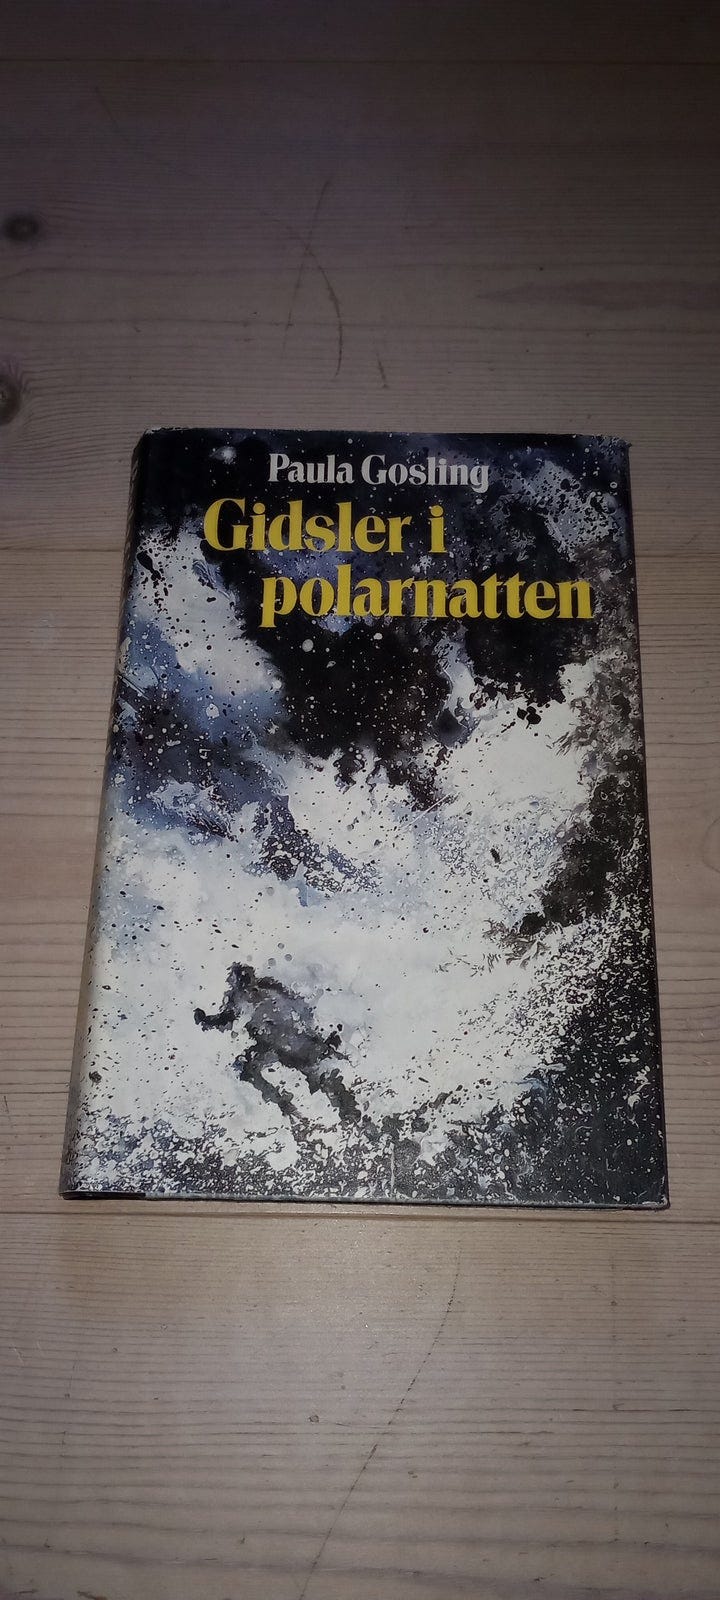 Paula Gosling
Gidsler i
polarnatten